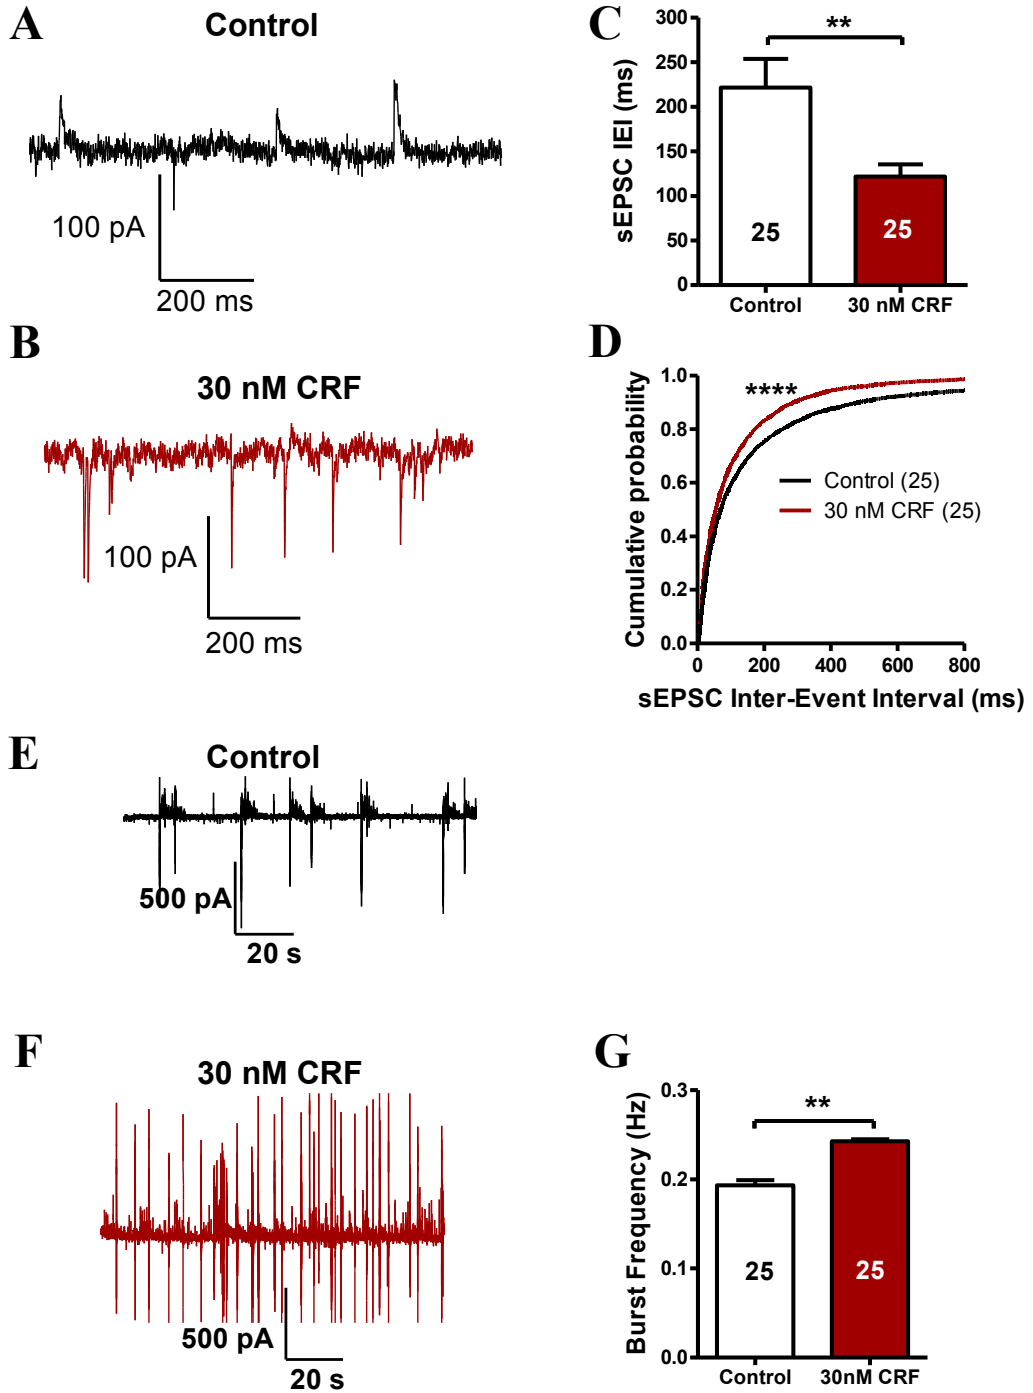 A
Control
100 pA
200 ms
B
30 nM CRF
100 pA
200 ms
C
**
sEPSC IEI (ms)
300
250
200
150
100
50
0
25
25
Control
30 nM CRF
D
****
Cumulative probability
1.0
0.8
0.6
0.4
0.2
0.0
Control (25)
30 nM CRF (25)
0
200
400
600
800
sEPSC Inter-Event Interval (ms)
E
Control
500 pA
20 s
F
30 nM CRF
500 pA
20 s
G
**
Burst Frequency (Hz)
0.3
0.2
0.1
0.0
25
25
Control
30nM CRF